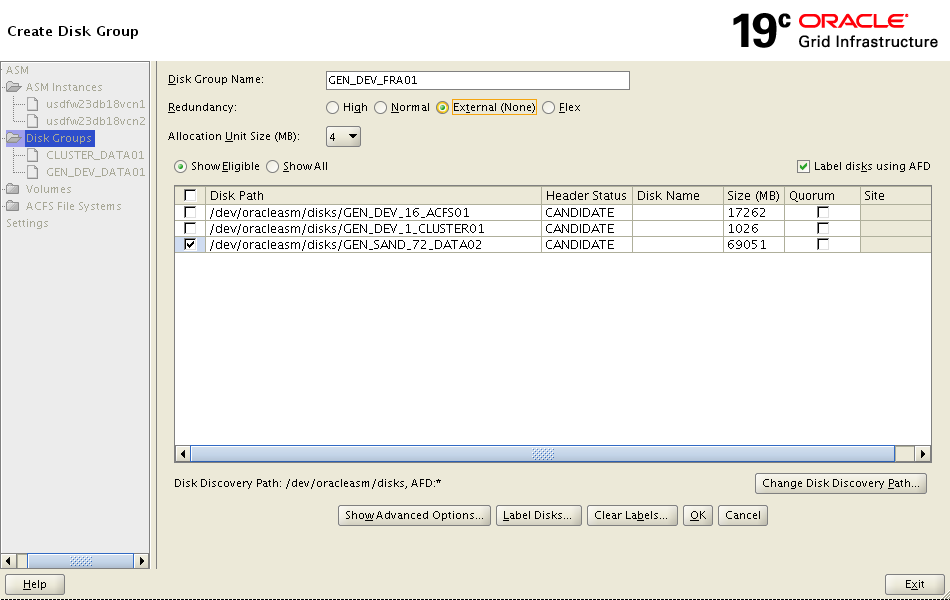 Create Disk Group
19c ORACLE
Grid Infrastructure
ASM
ASM Instances
usdfw23db18vcn1
usdfw23db18vcn2
Disk Groups
CLUSTER_DATA01
GEN_DEV_DATA01
Volumes
ACFS File Systems
Settings
Disk Group Name: GEN_DEV_FRA01
Redundancy: High Normal External (None) Flex
Allocation Unit Size (MB): 4
Show Eligible Show All Label disks using AFD
Disk Path Header Status Disk Name Size (MB) Quorum Site
/dev/oracleasm/disks/GEN_DEV_16_ACFS01 CANDIDATE 17262
/dev/oracleasm/disks/GEN_DEV_1_CLUSTER01 CANDIDATE 1026
/dev/oracleasm/disks/GEN_SAND_72_DATA02 CANDIDATE 69051
Disk Discovery Path: /dev/oracleasm/disks, AFD:* Change Disk Discovery Path...
Show Advanced Options... Label Disks... Clear Labels... OK Cancel
Help Exit